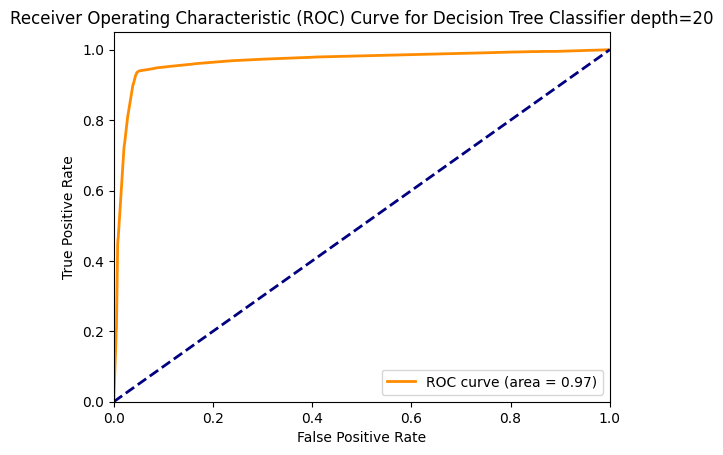 Receiver Operating Characteristic (ROC) Curve for Decision Tree Classifier depth=20
1.0
0.8
0.6
0.4
0.2
0.0
True Positive Rate
ROC curve (area = 0.97)
0.0 0.2 0.4 0.6 0.8 1.0
False Positive Rate